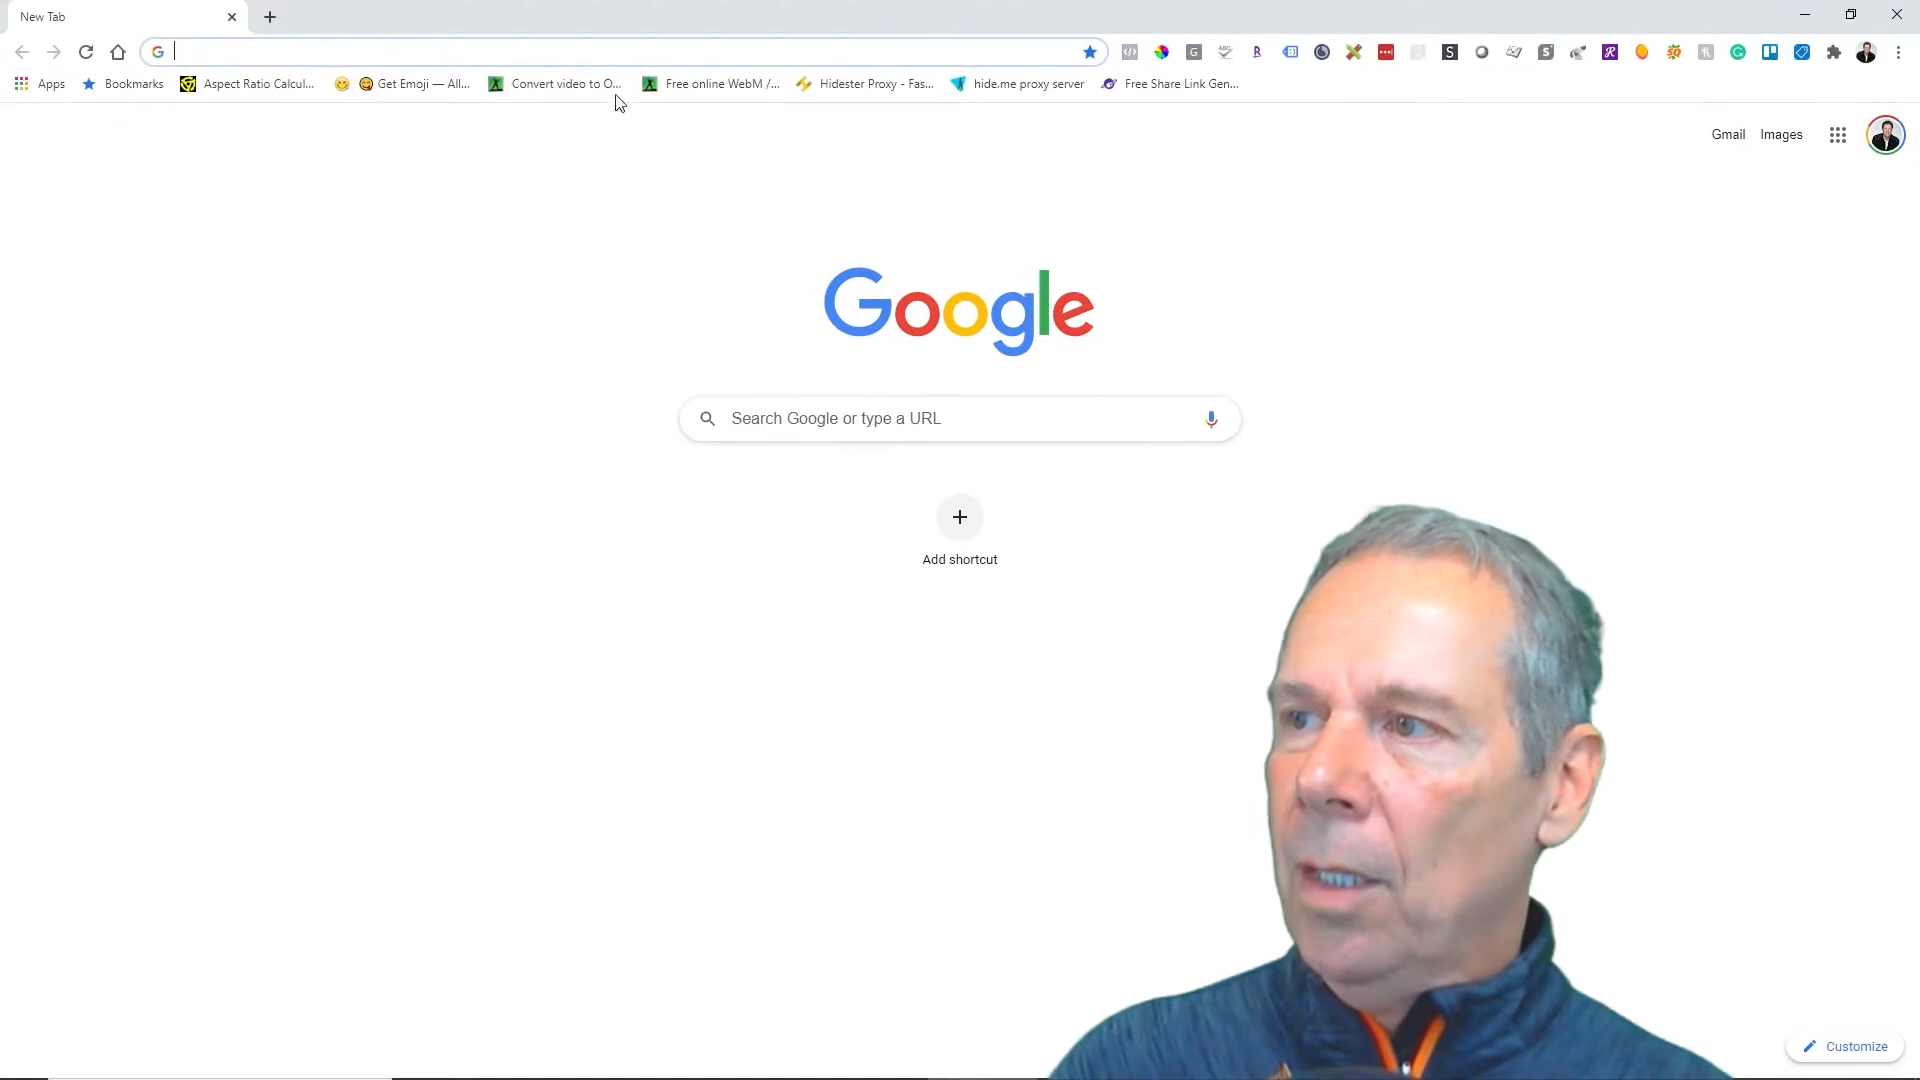 New Tab
Apps
Bookmarks
Aspect Ratio Calcul...
Get Emoji — All...
Convert video to O...
Free online WebM /...
Hidester Proxy - Fas...
hide.me proxy server
Free Share Link Gen...
Gmail
Images
Google
Search Google or type a URL
Add shortcut
Customize